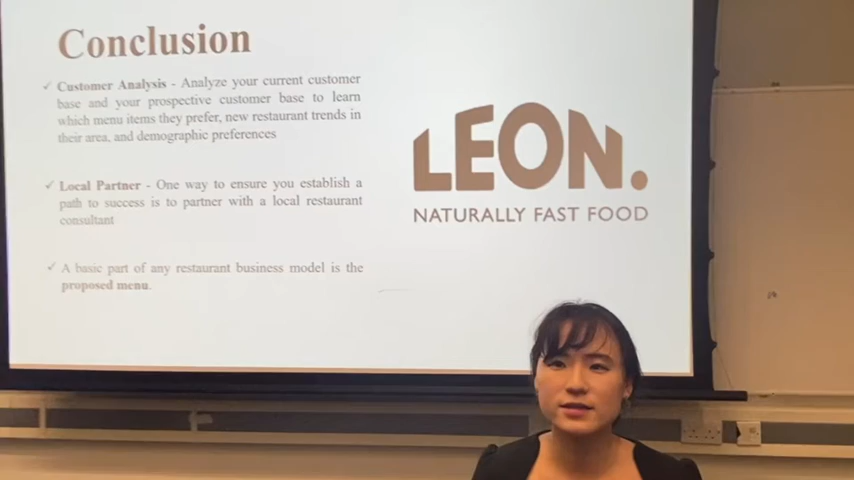 Conclusion
✓ Customer Analysis - Analyze your current customer
base and your prospective customer base to learn
which menu items they prefer, new restaurant trends in
their area, and demographic preferences
✓ Local Partner - One way to ensure you establish a
path to success is to partner with a local restaurant
consultant
✓ A basic part of any restaurant business model is the
proposed menu.
LEON.
NATURALLY FAST FOOD